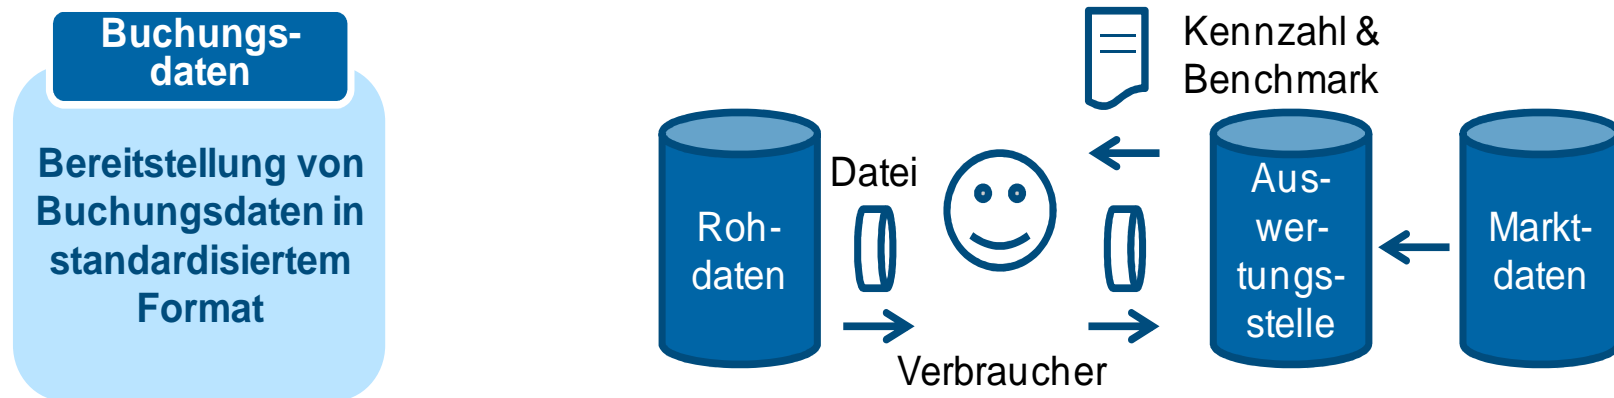 Buchungs-
daten
Bereitstellung von
Buchungsdaten in
standardisiertem
Format
Roh-
daten
Datei
Verbraucher
Kennzahl &
Benchmark
Aus-
wer-
tungs-
stelle
Markt-
daten